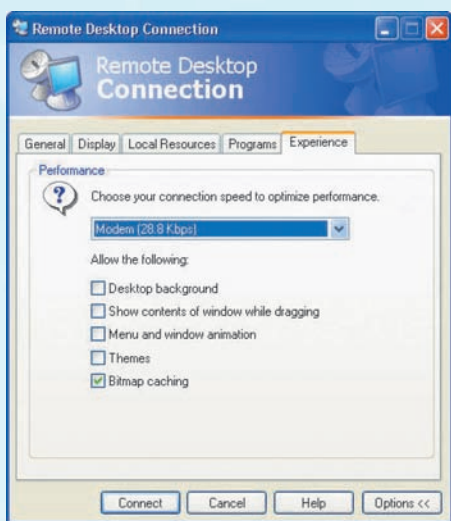 Remote Desktop Connection
Remote Desktop
Connection
General Display Local Resources Programs Experience
Performance
Choose your connection speed to optimize performance.
Modem (28.8 Kbps)
Allow the following:
Desktop background
Show contents of window while dragging
Menu and window animation
Themes
Bitmap caching
Connect Cancel Help Options <<